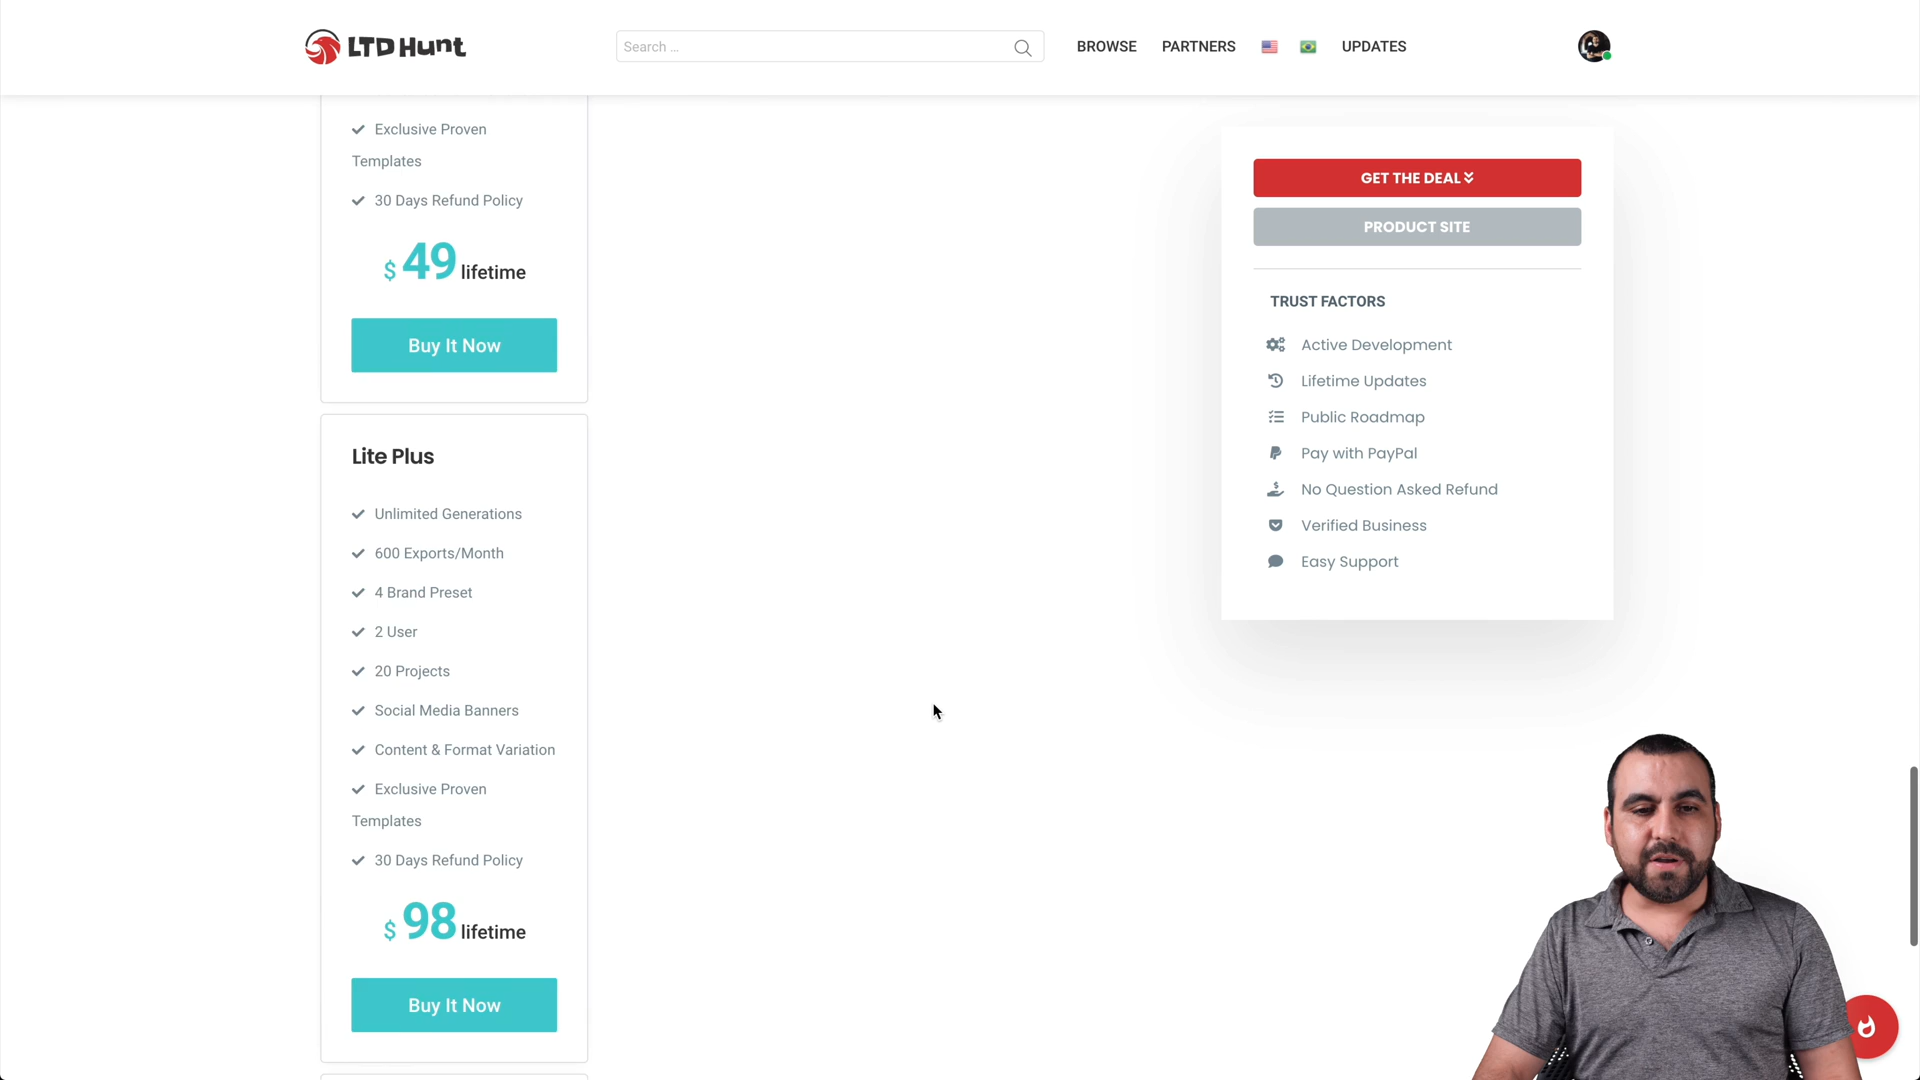 LTD Hunt
Search ...
BROWSE
PARTNERS
UPDATES
Exclusive Proven
Templates
30 Days Refund Policy
$ 49 lifetime
Buy It Now
Lite Plus
Unlimited Generations
600 Exports/Month
4 Brand Preset
2 User
20 Projects
Social Media Banners
Content & Format Variation
Exclusive Proven
Templates
30 Days Refund Policy
$ 98 lifetime
Buy It Now
GET THE DEAL
PRODUCT SITE
TRUST FACTORS
Active Development
Lifetime Updates
Public Roadmap
Pay with PayPal
No Question Asked Refund
Verified Business
Easy Support